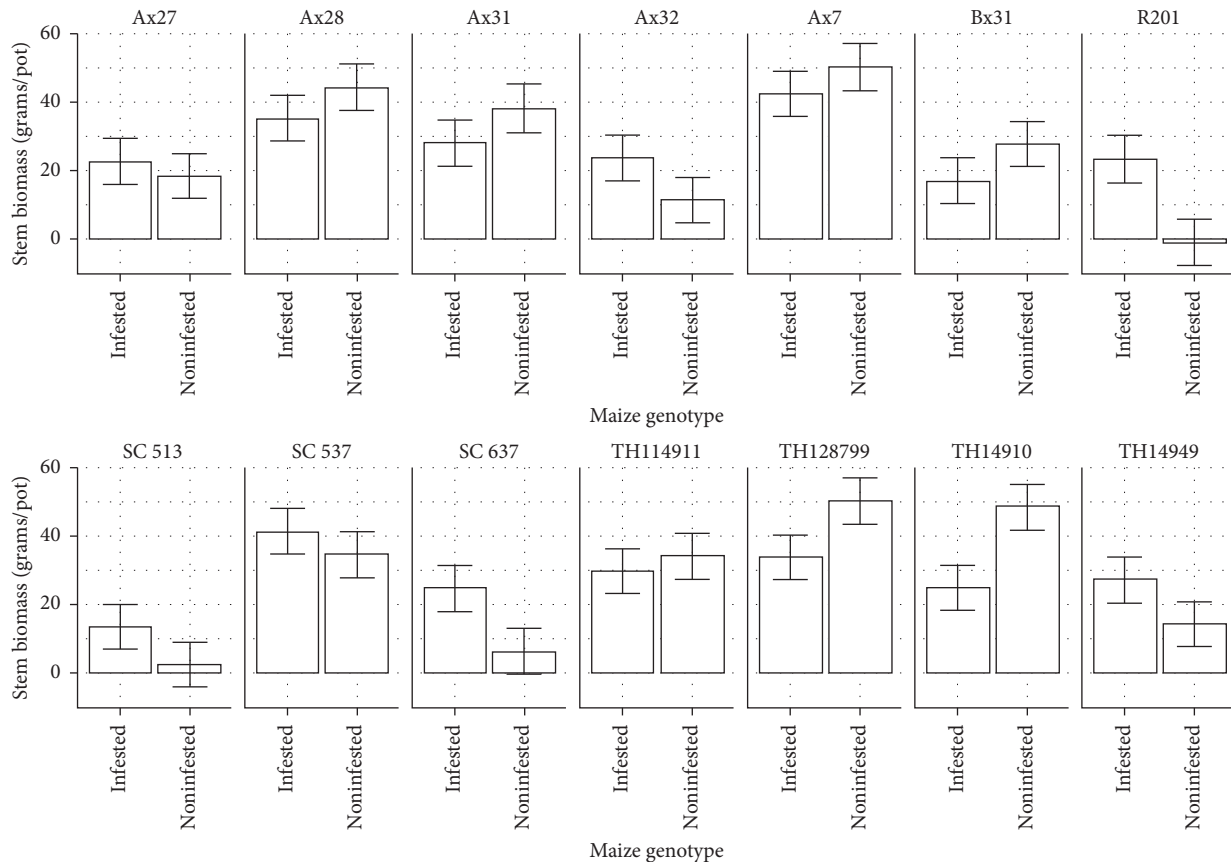 Ax27 Ax28 Ax31 Ax32 Ax7 Bx31 R201
Stem biomass (grams/pot)
60
40
20
0
Infested Noninfested Infested Noninfested Infested Noninfested Infested Noninfested Infested Noninfested Infested Noninfested Infested Noninfested
Maize genotype
SC 513 SC 537 SC 637 TH114911 TH128799 TH14910 TH14949
Stem biomass (grams/pot)
60
40
20
0
Infested Noninfested Infested Noninfested Infested Noninfested Infested Noninfested Infested Noninfested Infested Noninfested Infested Noninfested
Maize genotype